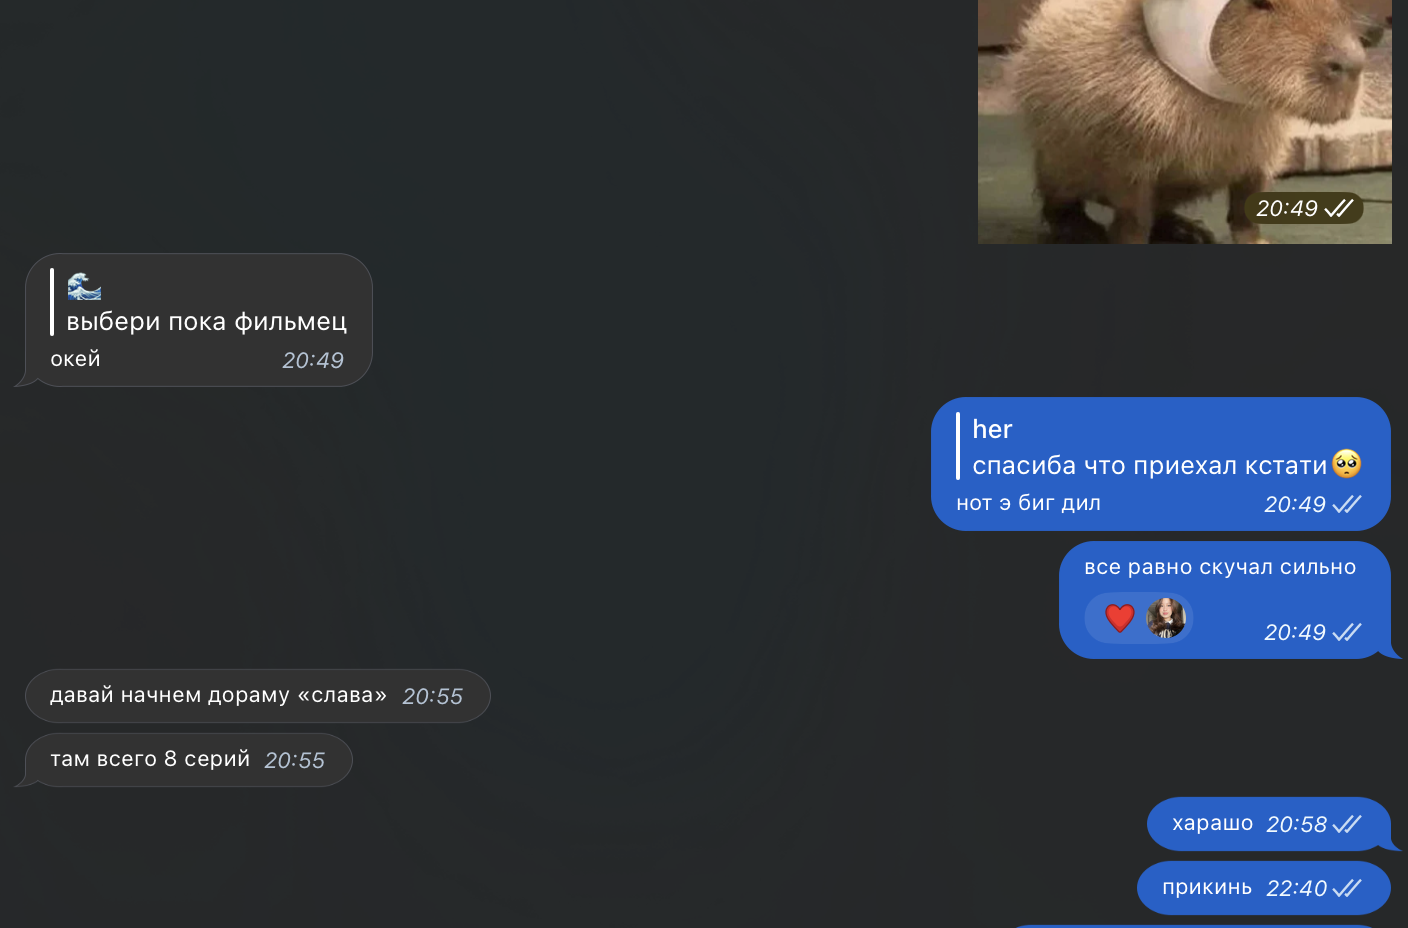 20:49
🌊
выбери пока фильмец
окей 20:49
her
спасиба что приехал кстати🥺
нот э биг дил 20:49
все равно скучал сильно
❤️ 20:49
давай начнем дораму «слава» 20:55
там всего 8 серий 20:55
харашо 20:58
прикинь 22:40